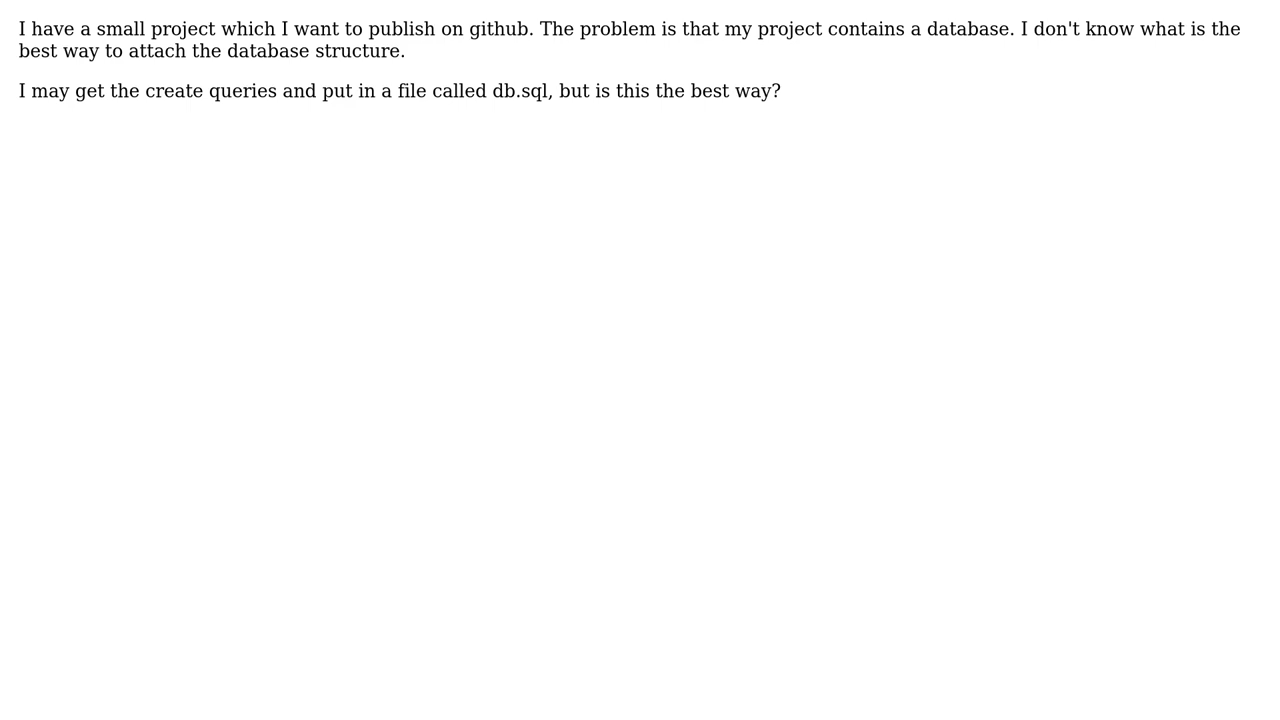 I have a small project which I want to publish on github. The problem is that my project contains a database. I don't know what is the
best way to attach the database structure.
I may get the create queries and put in a file called db.sql, but is this the best way?